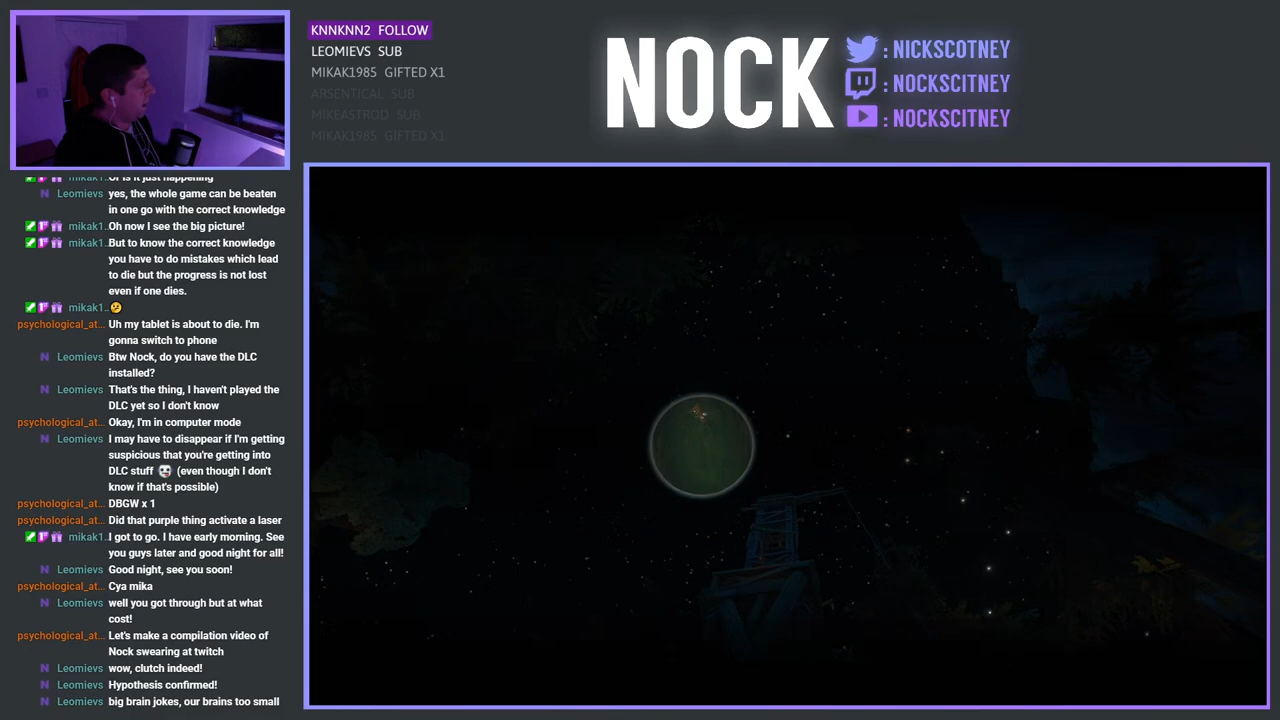 KNNKNN2 FOLLOW
LEOMIEVS SUB
MIKAK1985 GIFTED X1
ARSENTICAL SUB
MIKEASTROD SUB
MIKAK1985 GIFTED X1
NOCK
: NICKSCOTNEY
: NOCKSCITNEY
: NOCKSCITNEY
mikak1.. Or is it just happening
Leomievs yes, the whole game can be beaten
in one go with the correct knowledge
mikak1.. Oh now I see the big picture!
mikak1.. But to know the correct knowledge
you have to do mistakes which lead
to die but the progress is not lost
even if one dies.
mikak1.. 🤔
psychological_at... Uh my tablet is about to die. I'm
gonna switch to phone
Leomievs Btw Nock, do you have the DLC
installed?
Leomievs That's the thing, I haven't played the
DLC yet so I don't know
psychological_at... Okay, I'm in computer mode
Leomievs I may have to disappear if I'm getting
suspicious that you're getting into
DLC stuff (even though I don't
know if that's possible)
psychological_at... DBGW x 1
psychological_at... Did that purple thing activate a laser
mikak1.. I got to go. I have early morning. See
you guys later and good night for all!
Leomievs Good night, see you soon!
psychological_at... Cya mika
Leomievs well you got through but at what
cost!
psychological_at... Let's make a compilation video of
Nock swearing at twitch
Leomievs wow, clutch indeed!
Leomievs Hypothesis confirmed!
Leomievs big brain jokes, our brains too small